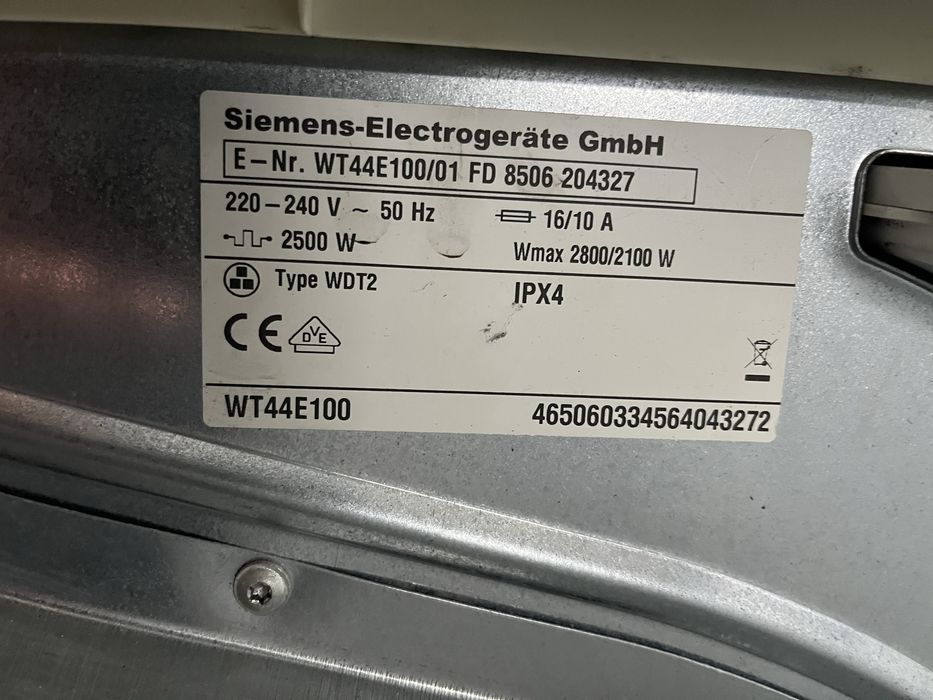 Siemens-Electrogeräte GmbH
E-Nr. WT44E100/01 FD 8506 204327
220-240 V ~ 50 Hz 16/10 A
2500 W Wmax 2800/2100 W
Type WDT2 IPX4
CE DVE
WT44E100 465060334564043272